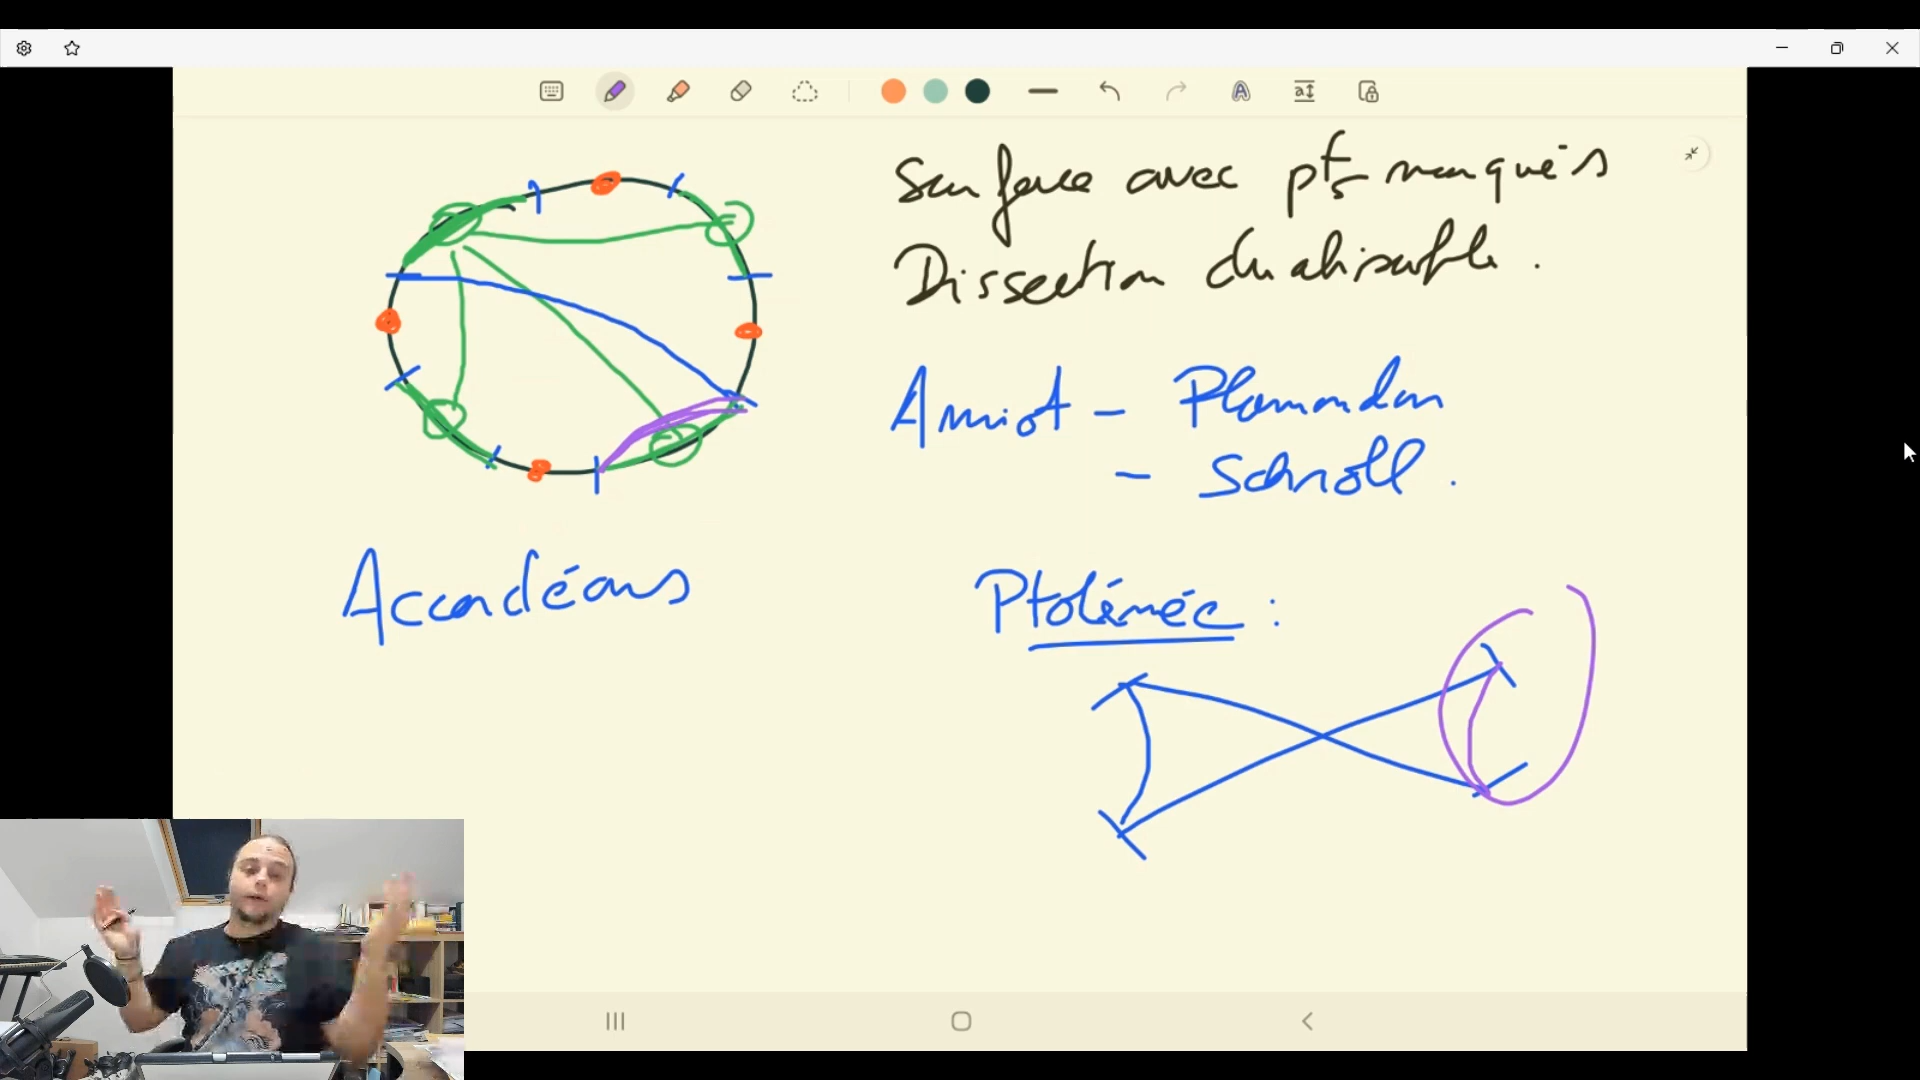 Surface avec pts marqués
Dissection dualisable.
Amiot - Plamondon
- Schroll.
Accordéons
Ptolémée :